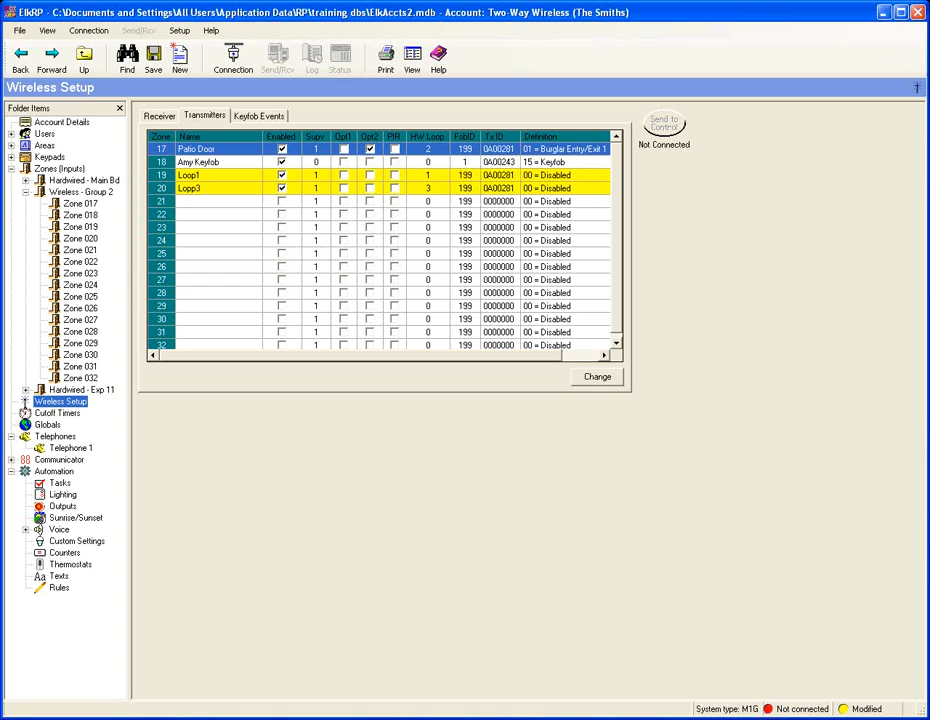 ElkRP - C:\Documents and Settings\All Users\Application Data\RP\training dbs\ElkAccts2.mdb - Account: Two-Way Wireless (The Smiths)
File View Connection Send/Rcv Setup Help
Back Forward Up Find Save New Connection Send/Rcv Log Status Print View Help
Wireless Setup
Folder Items
Account Details
Users
Areas
Keypads
Zones (Inputs)
Hardwired - Main Bd
Wireless - Group 2
Zone 017
Zone 018
Zone 019
Zone 020
Zone 021
Zone 022
Zone 023
Zone 024
Zone 025
Zone 026
Zone 027
Zone 028
Zone 029
Zone 030
Zone 031
Zone 032
Hardwired - Exp 11
Wireless Setup
Cutoff Timers
Globals
Telephones
Telephone 1
Communicator
Automation
Tasks
Lighting
Outputs
Sunrise/Sunset
Voice
Custom Settings
Counters
Thermostats
Aa Texts
Rules
Receiver Transmitters Keyfob Events
Zone Name Enabled Supv Opt1 Opt2 PIR HW Loop FobID TxID Definition
17 Patio Door 1 2 199 0A00281 01 = Burglar Entry/Exit 1
18 Amy Keyfob 0 0 1 0A00243 15 = Keyfob
19 Loop1 1 1 199 0A00281 00 = Disabled
20 Lopp3 1 3 199 0A00281 00 = Disabled
21 1 0 199 0000000 00 = Disabled
22 1 0 199 0000000 00 = Disabled
23 1 0 199 0000000 00 = Disabled
24 1 0 199 0000000 00 = Disabled
25 1 0 199 0000000 00 = Disabled
26 1 0 199 0000000 00 = Disabled
27 1 0 199 0000000 00 = Disabled
28 1 0 199 0000000 00 = Disabled
29 1 0 199 0000000 00 = Disabled
30 1 0 199 0000000 00 = Disabled
31 1 0 199 0000000 00 = Disabled
32 1 0 199 0000000 00 = Disabled
Change
Send to
Control
Not Connected
System type: M1G Not connected Modified